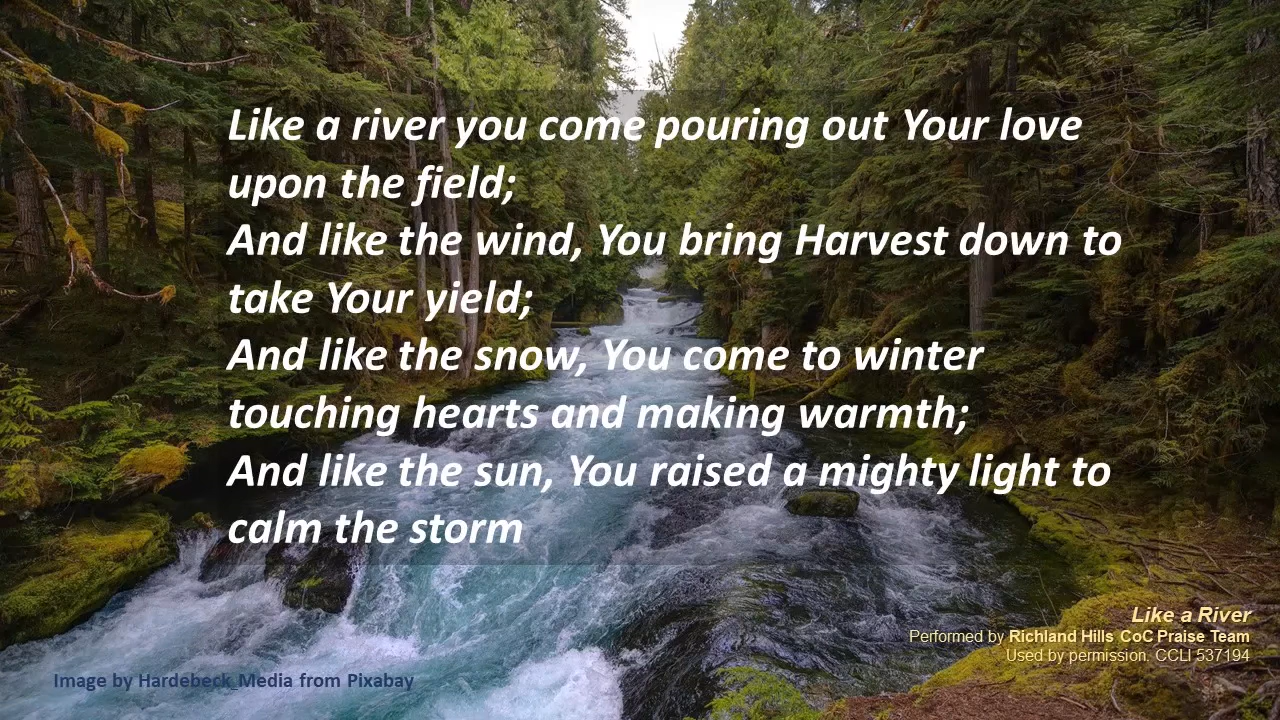 Like a river you come pouring out Your love
upon the field;
And like the wind, You bring Harvest down to
take Your yield;
And like the snow, You come to winter
touching hearts and making warmth;
And like the sun, You raised a mighty light to
calm the storm
Like a River
Performed by Richland Hills CoC Praise Team
Used by permission. CCLI 537194
Image by Hardebeck_Media from Pixabay